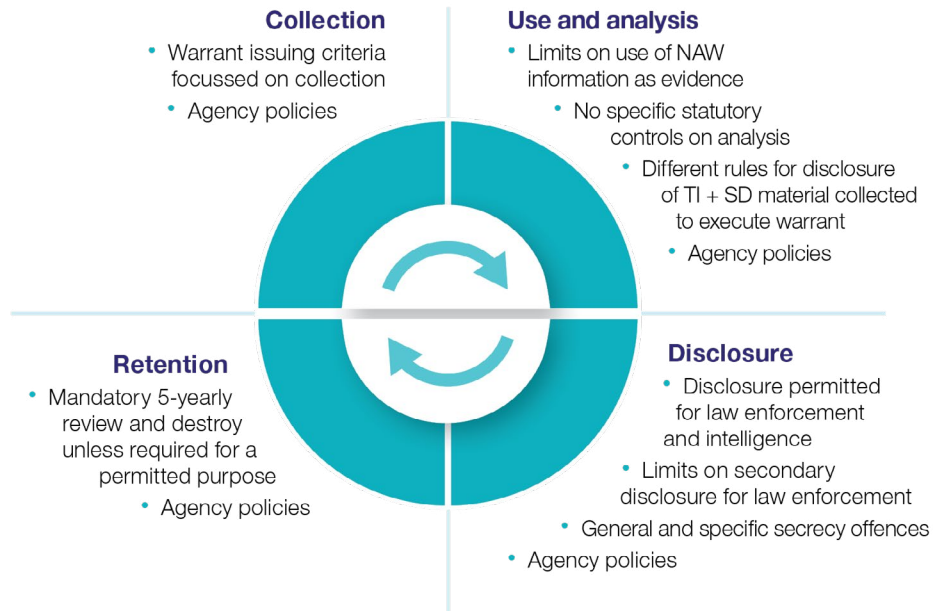 Collection
• Warrant issuing criteria
focussed on collection
• Agency policies
Use and analysis
• Limits on use of NAW
information as evidence
• No specific statutory
controls on analysis
• Different rules for disclosure
of TI + SD material collected
to execute warrant
• Agency policies
Retention
• Mandatory 5-yearly
review and destroy
unless required for a
permitted purpose
• Agency policies
Disclosure
• Disclosure permitted
for law enforcement
and intelligence
• Limits on secondary
disclosure for law enforcement
• General and specific secrecy offences
• Agency policies